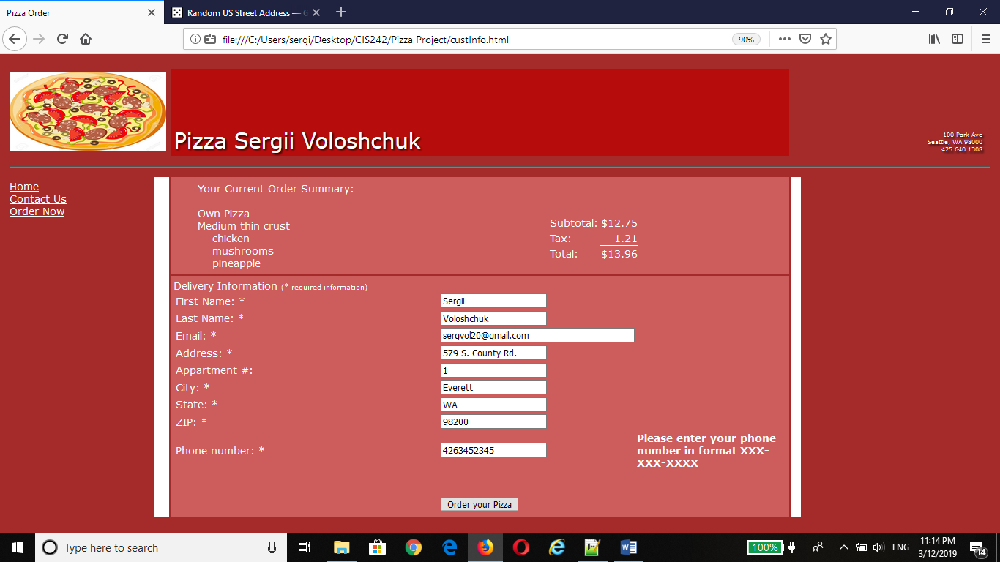 Pizza Order
Random US Street Address — G
file:///C:/Users/sergi/Desktop/CIS242/Pizza Project/custInfo.html
90%
Pizza Sergii Voloshchuk
100 Park Ave
Seattle, WA 98000
425.640.1308
Home
Contact Us
Order Now
Your Current Order Summary:
Own Pizza
Medium thin crust
chicken
mushrooms
pineapple
Subtotal: $12.75
Tax: 1.21
Total: $13.96
Delivery Information (* required information)
First Name: * Sergii
Last Name: * Voloshchuk
Email: * sergvol20@gmail.com
Address: * 579 S. County Rd.
Appartment #: 1
City: * Everett
State: * WA
ZIP: * 98200
Phone number: * 4263452345
Please enter your phone
number in format XXX-
XXX-XXXX
Order your Pizza
Type here to search
100%
ENG
11:14 PM
3/12/2019
14